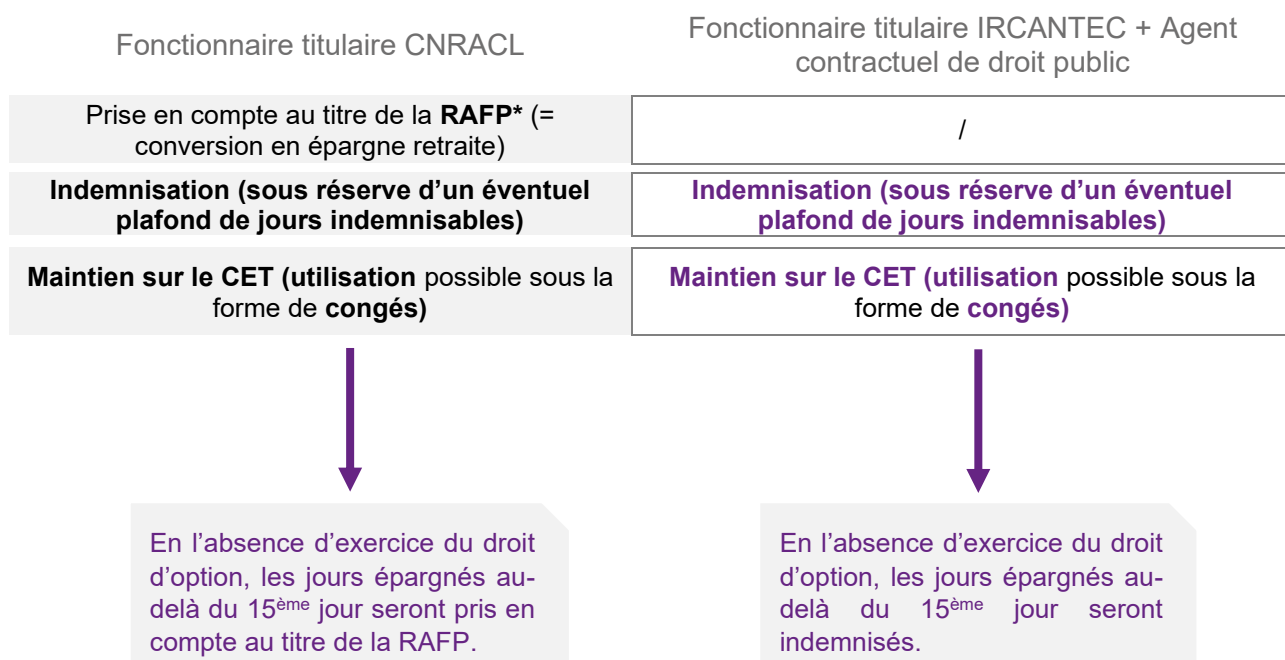 Fonctionnaire titulaire CNRACL
Fonctionnaire titulaire IRCANTEC + Agent
contractuel de droit public
Prise en compte au titre de la RAFP* (=
conversion en épargne retraite)
/
Indemnisation (sous réserve d’un éventuel
plafond de jours indemnisables)
Indemnisation (sous réserve d’un éventuel
plafond de jours indemnisables)
Maintien sur le CET (utilisation possible sous la
forme de congés)
Maintien sur le CET (utilisation possible sous la
forme de congés)
En l’absence d’exercice du droit
d’option, les jours épargnés au-
delà du 15ème jour seront pris en
compte au titre de la RAFP.
En l’absence d’exercice du droit
d’option, les jours épargnés au-
delà du 15ème jour seront
indemnisés.